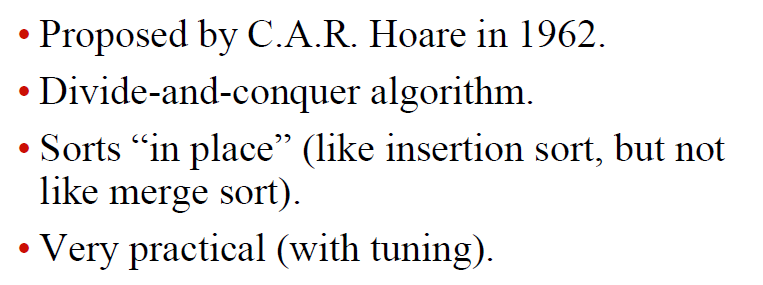 • Proposed by C.A.R. Hoare in 1962.
• Divide-and-conquer algorithm.
• Sorts “in place” (like insertion sort, but not
like merge sort).
• Very practical (with tuning).